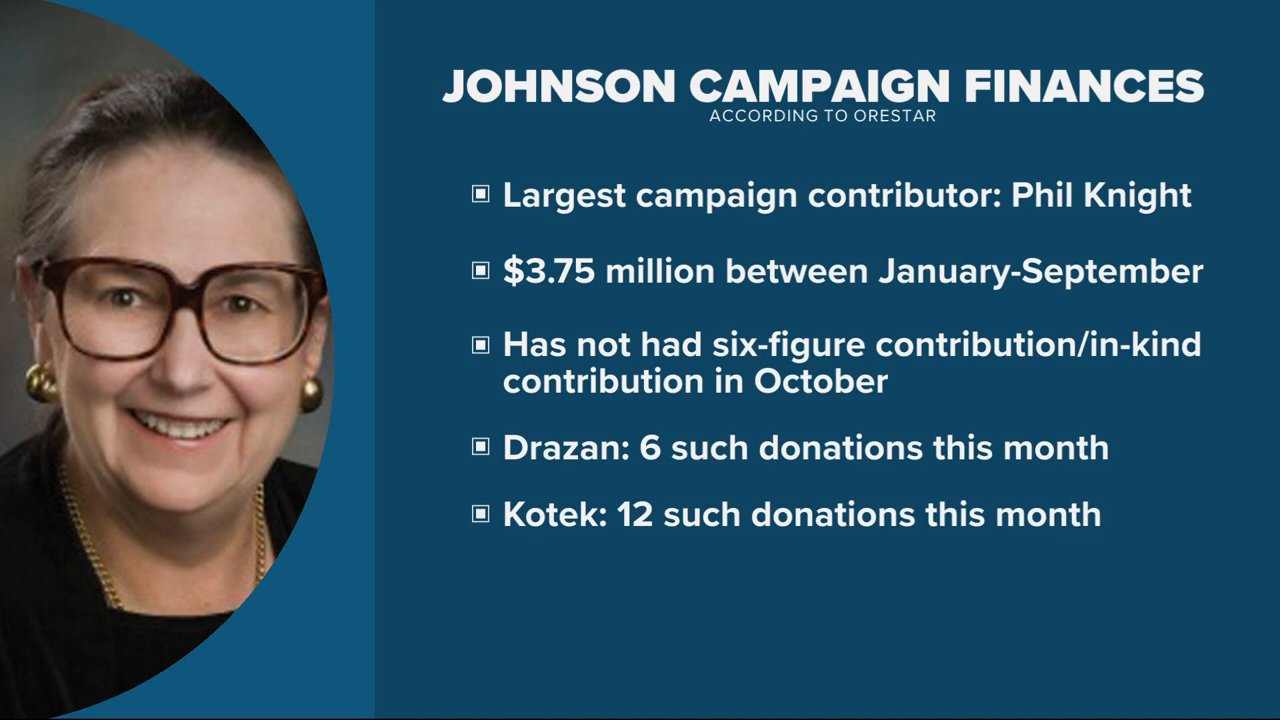 JOHNSON CAMPAIGN FINANCES
ACCORDING TO ORESTAR
Largest campaign contributor: Phil Knight
$3.75 million between January-September
Has not had six-figure contribution/in-kind
contribution in October
Drazan: 6 such donations this month
Kotek: 12 such donations this month